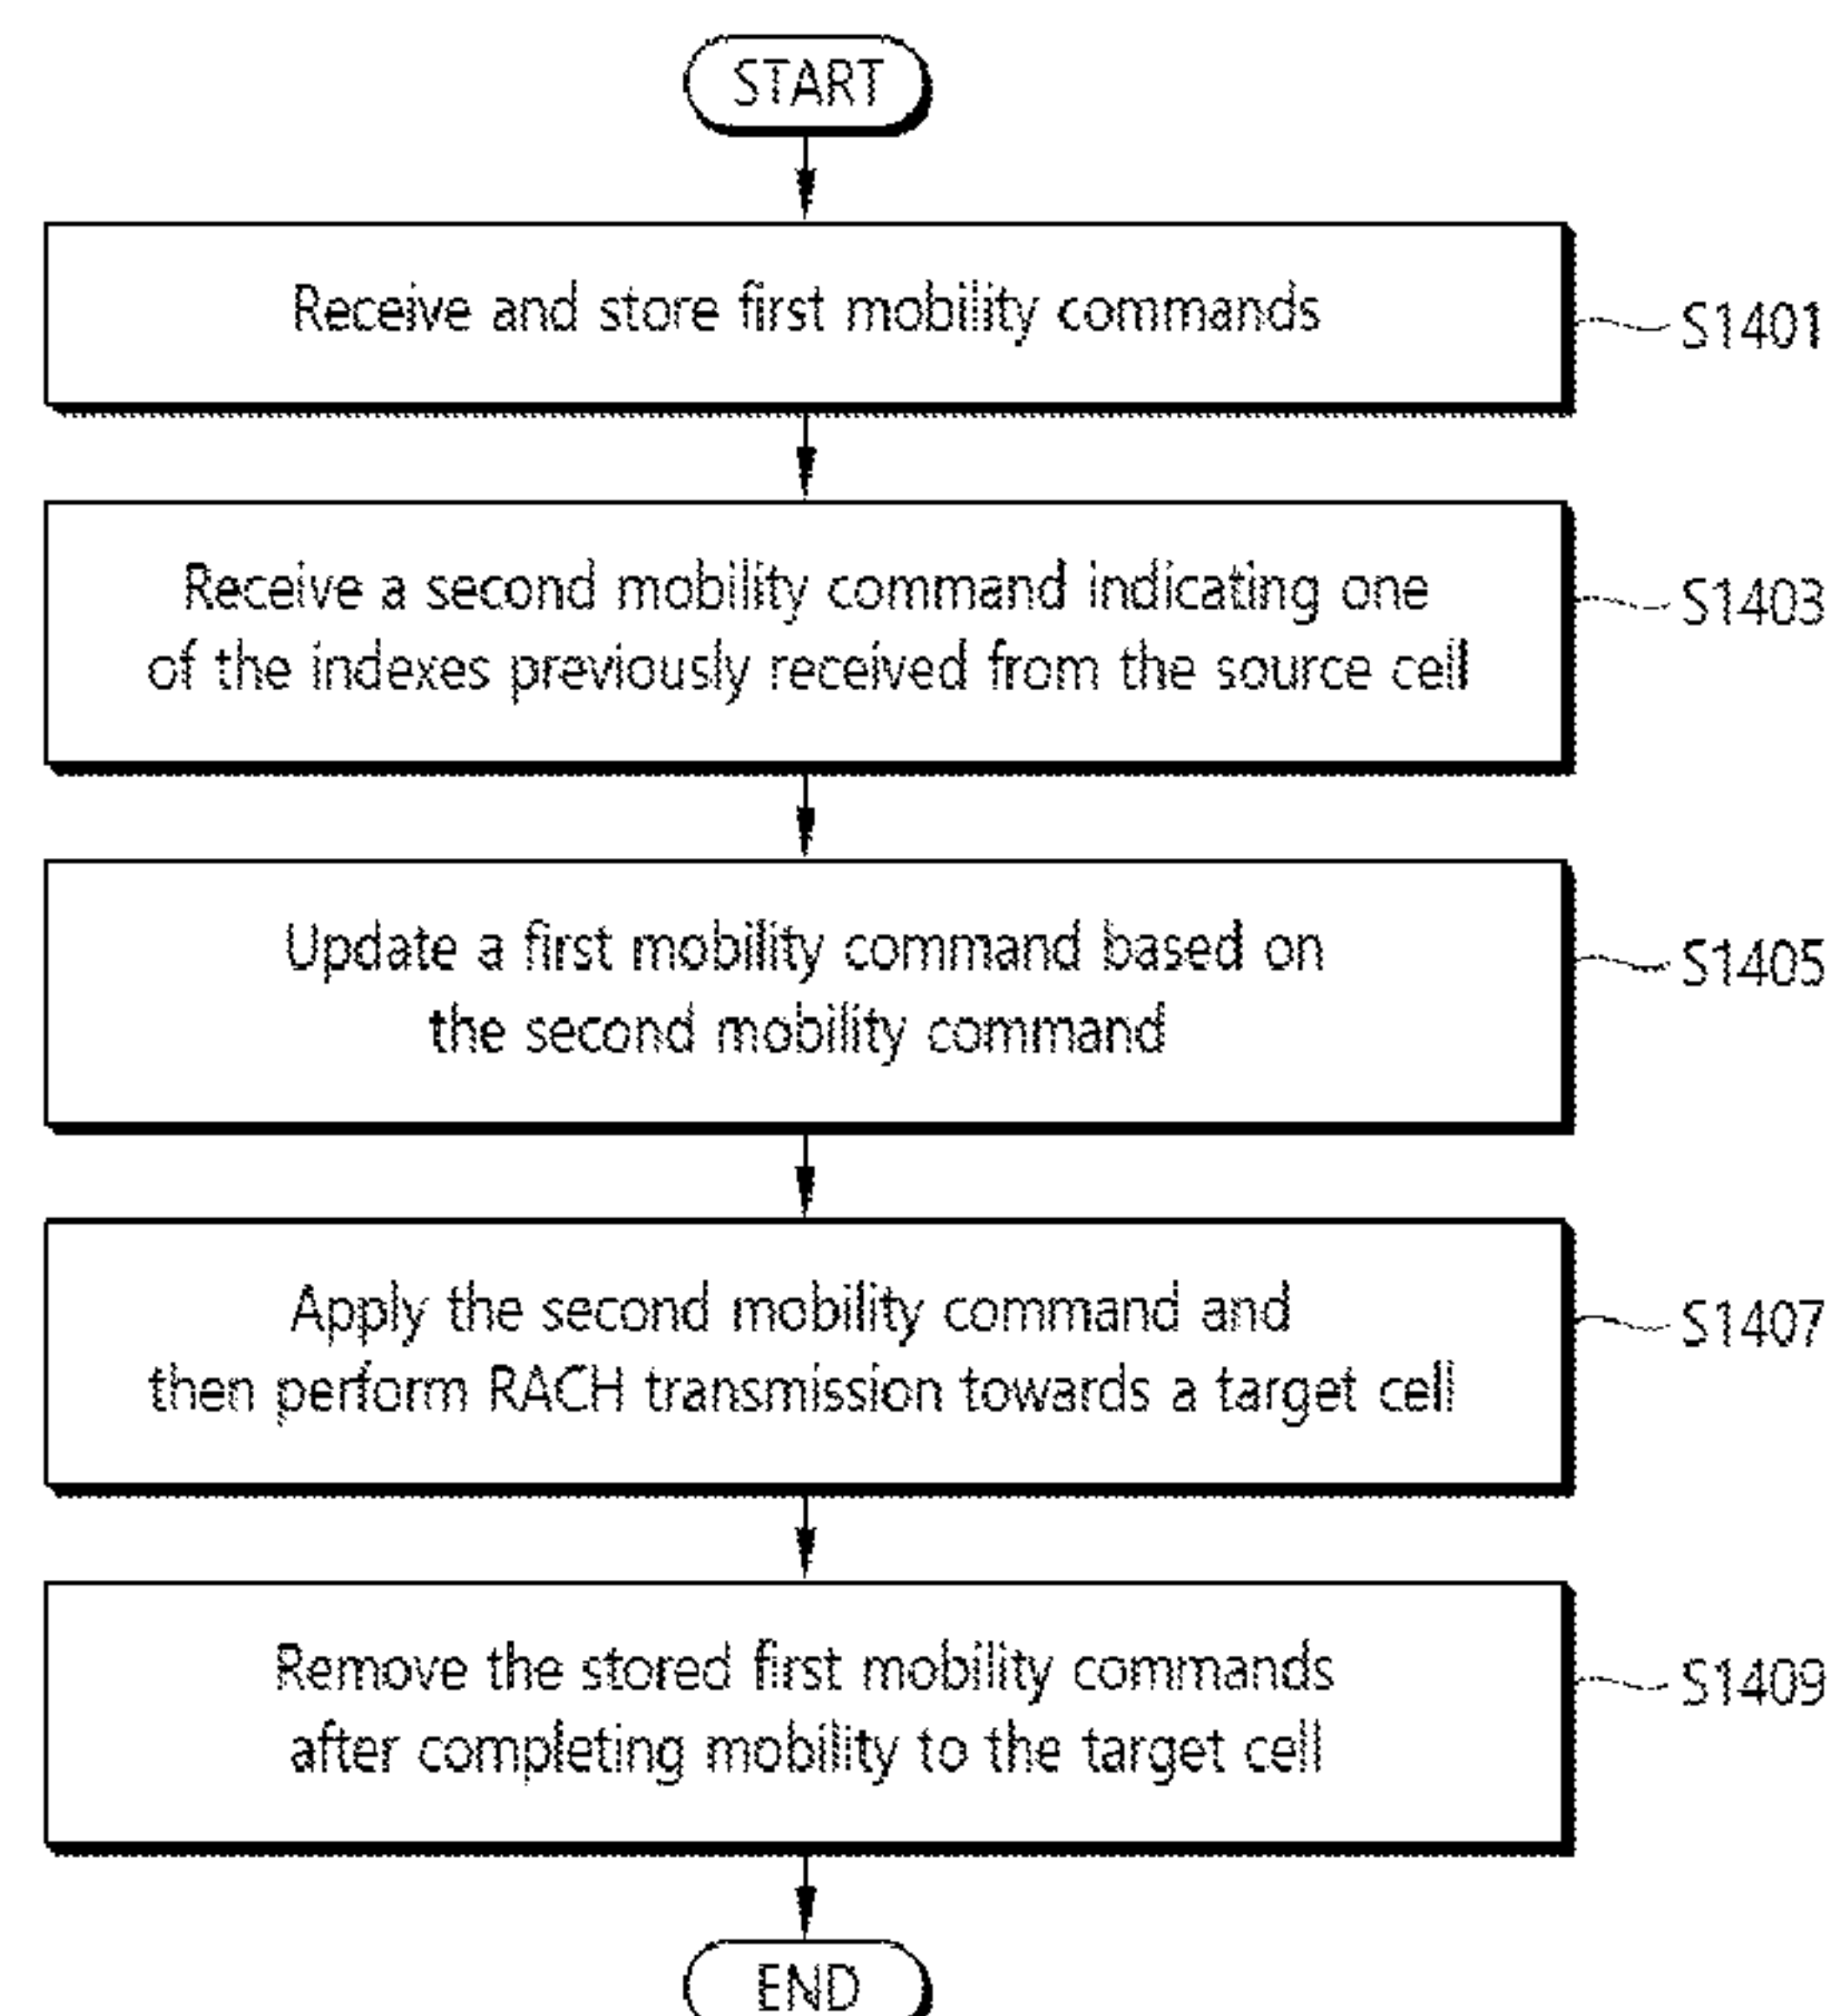 START
Receive and store first mobility commands
S1401
Receive a second mobility command indicating one
of the indexes previously received from the source cell
S1403
Update a first mobility command based on
the second mobility command
S1405
Apply the second mobility command and
then perform RACH transmission towards a target cell
S1407
Remove the stored first mobility commands
after completing mobility to the target cell
S1409
END